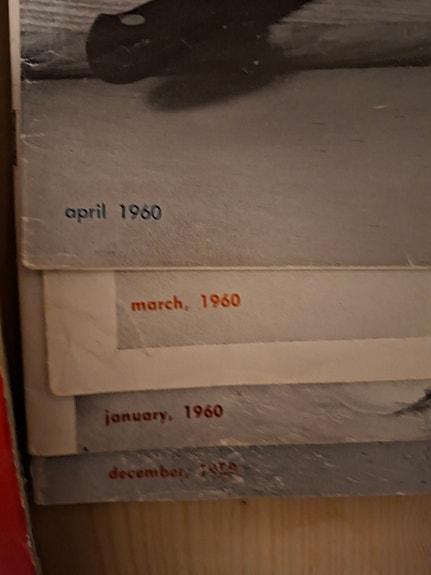 april 1960
march, 1960
january, 1960
december,